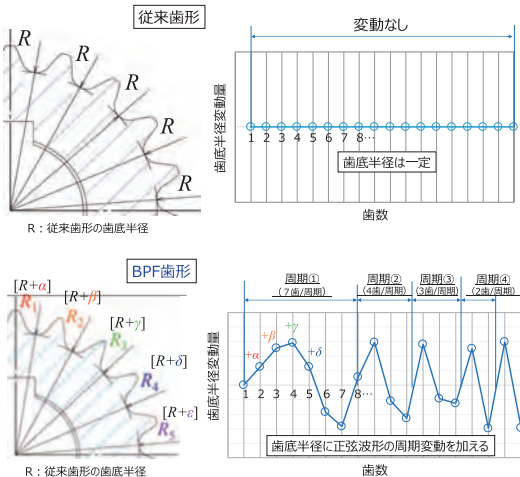 従来歯形
R
R
R
R
R
R：従来歯形の歯底半径
変動なし
歯底半径変動量
1 2 3 4 5 6 7 8…
歯底半径は一定
歯数
BPF歯形
[R+α]
R1
[R+β]
R2
[R+γ]
R3
[R+δ]
R4
[R+ε]
R5
R：従来歯形の歯底半径
周期① 周期② 周期③ 周期④
（７歯/周期） (4歯/周期) (3歯/周期) (2歯/周期)
歯底半径変動量
+α
+β
+γ
+δ
1 2 3 4 5 6 7 8…
歯底半径に正弦波形の周期変動を加える
歯数